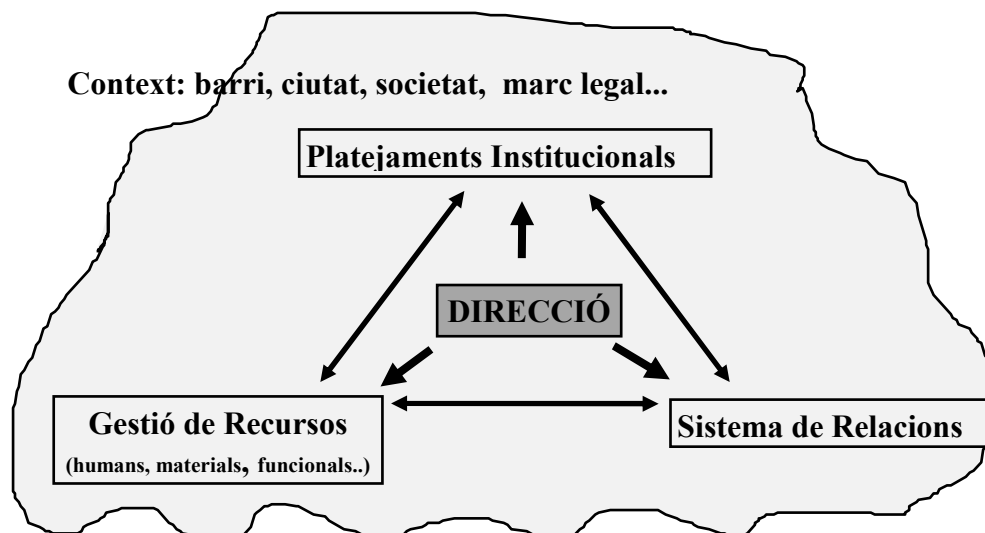 Context: barri, ciutat, societat, marc legal...
Platejaments Institucionals
DIRECCIÓ
Gestió de Recursos
(humans, materials, funcionals..)
Sistema de Relacions